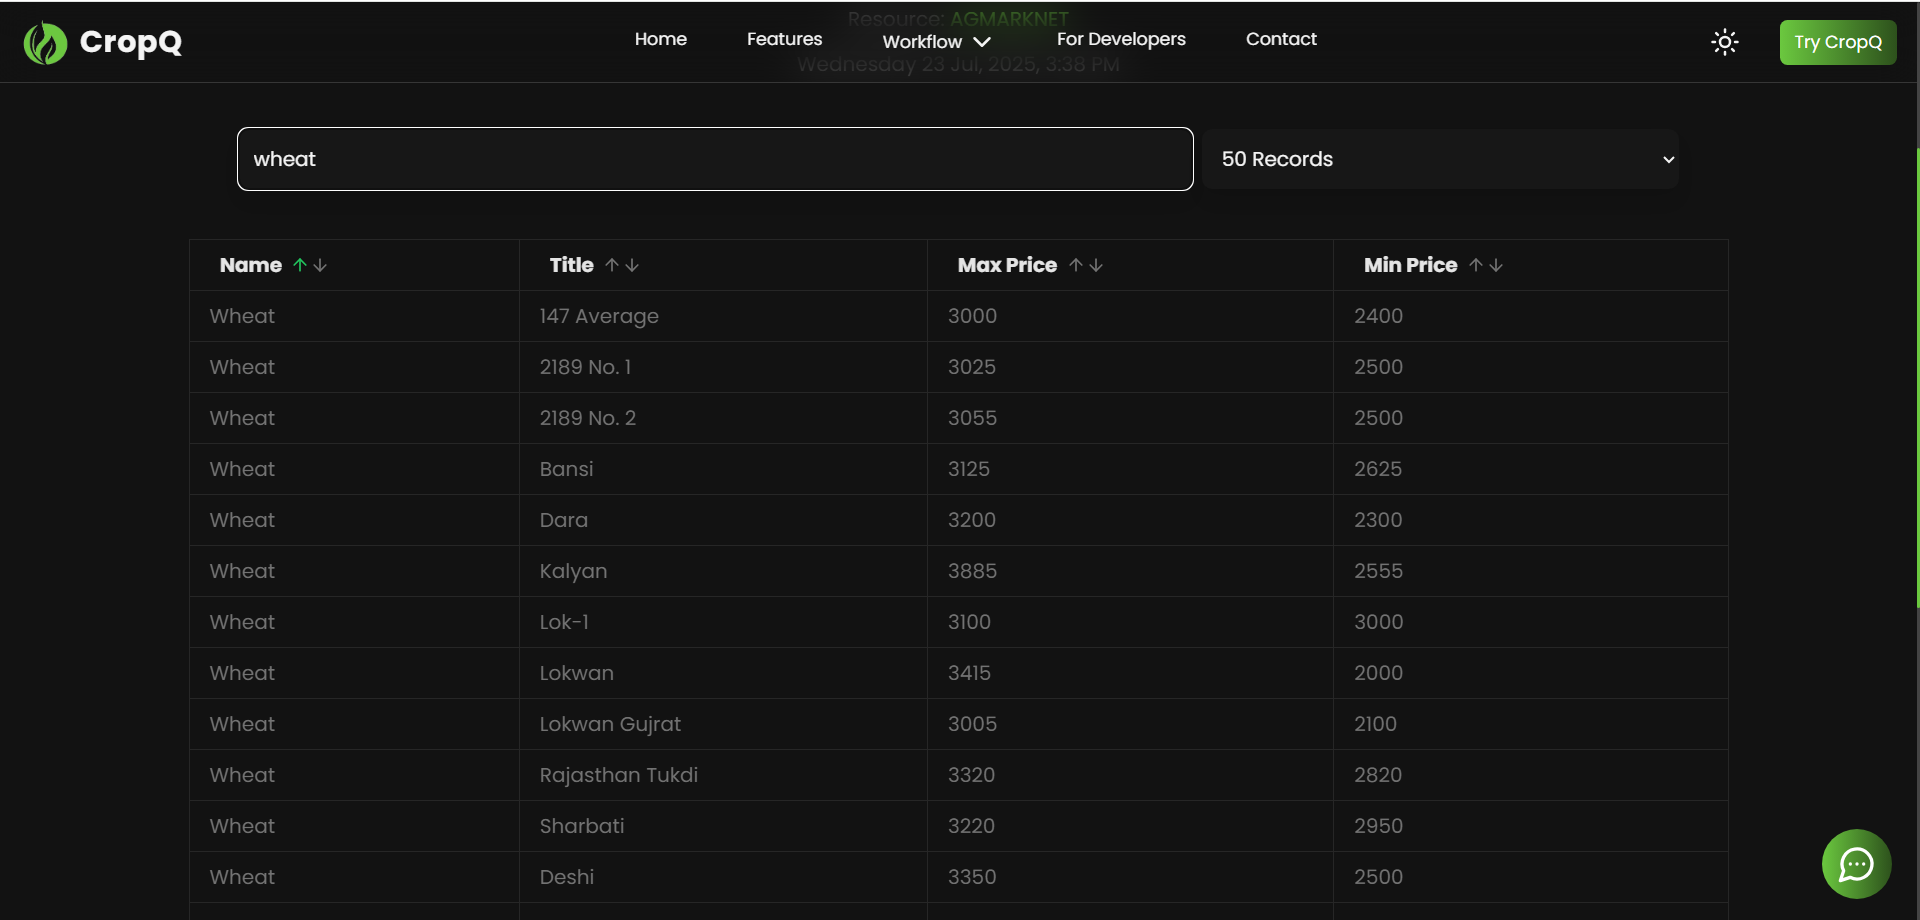 Resource: AGMARKNET
CropQ
Home Features Workflow For Developers Contact
Try CropQ
Wednesday 23 Jul, 2025, 3:38 PM
wheat
50 Records
Name Title Max Price Min Price
Wheat 147 Average 3000 2400
Wheat 2189 No. 1 3025 2500
Wheat 2189 No. 2 3055 2500
Wheat Bansi 3125 2625
Wheat Dara 3200 2300
Wheat Kalyan 3885 2555
Wheat Lok-1 3100 3000
Wheat Lokwan 3415 2000
Wheat Lokwan Gujrat 3005 2100
Wheat Rajasthan Tukdi 3320 2820
Wheat Sharbati 3220 2950
Wheat Deshi 3350 2500